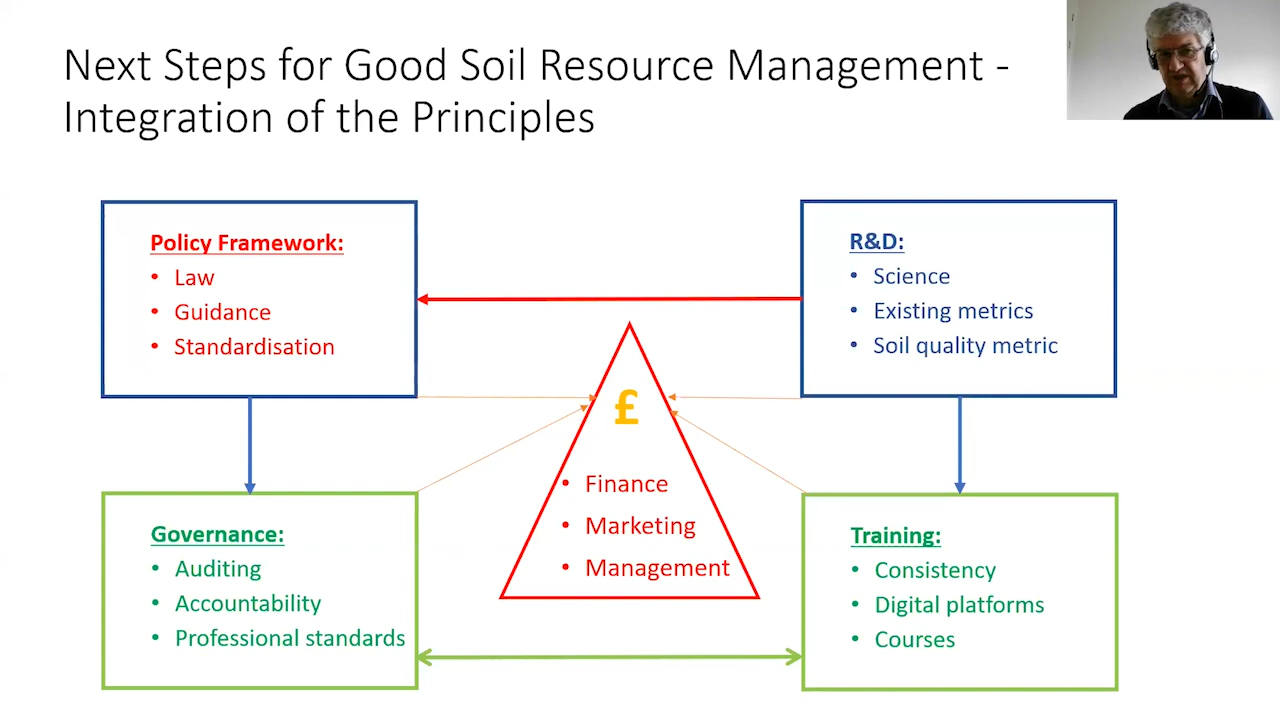 Next Steps for Good Soil Resource Management -
Integration of the Principles
Policy Framework:
• Law
• Guidance
• Standardisation
R&D:
• Science
• Existing metrics
• Soil quality metric
£
• Finance
• Marketing
• Management
Governance:
• Auditing
• Accountability
• Professional standards
Training:
• Consistency
• Digital platforms
• Courses